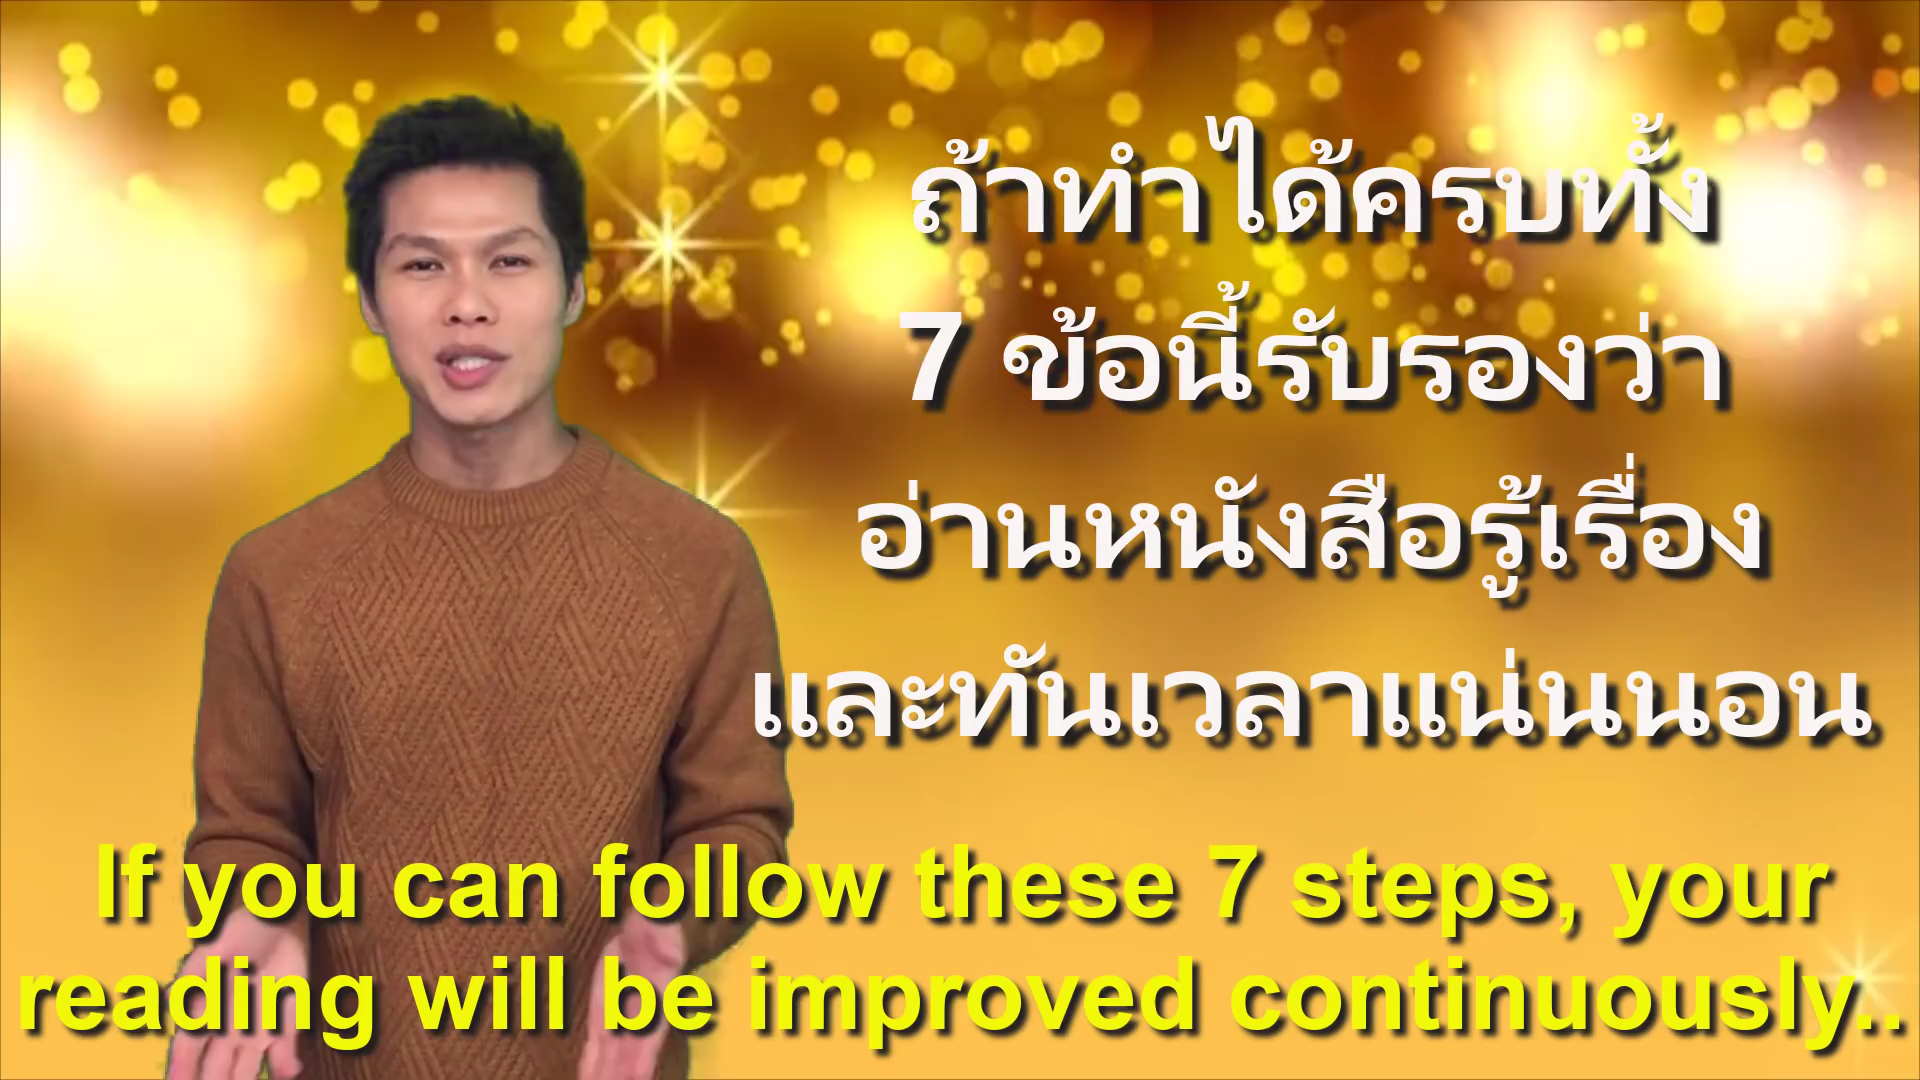 ถ้าทำได้ครบทั้ง
7 ข้อนี้รับรองว่า
อ่านหนังสือรู้เรื่อง
และทันเวลาแน่นนอน
If you can follow these 7 steps, your
reading will be improved continuously..